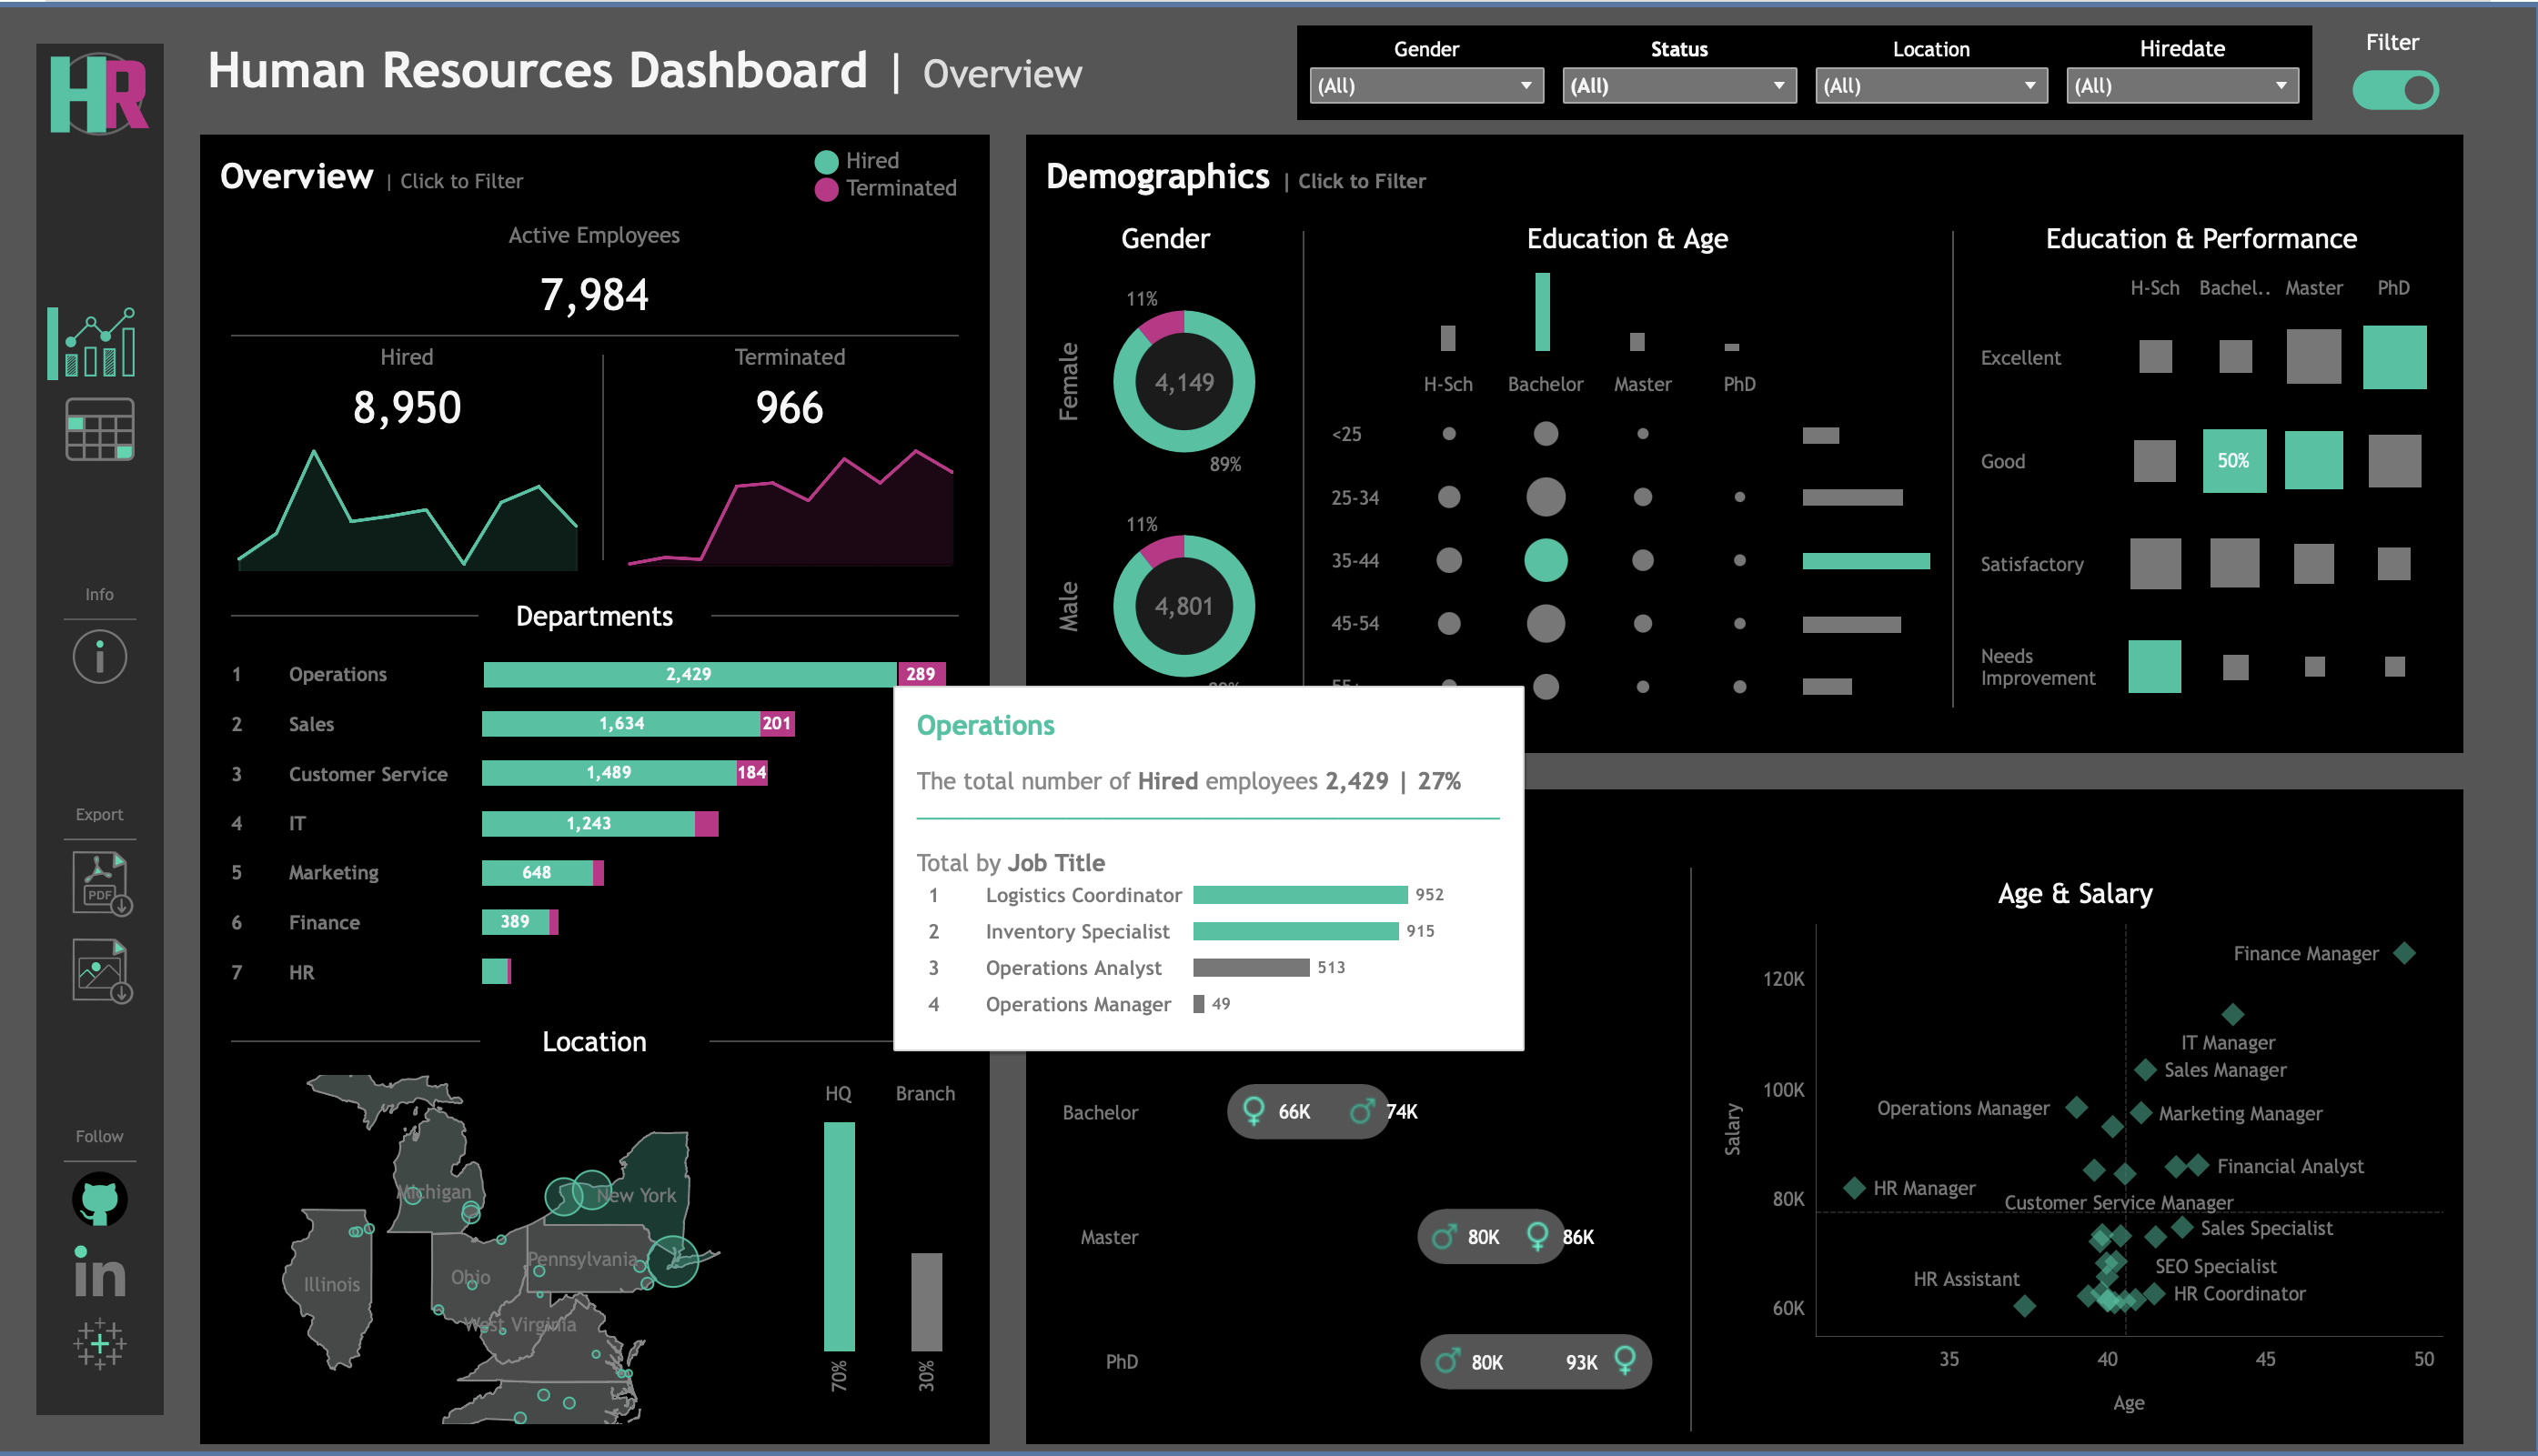 HR
Human Resources Dashboard | Overview
Gender
Status
Location
Hiredate
Filter
(All)
(All)
(All)
(All)
Overview | Click to Filter
Hired
Terminated
Active Employees
7,984
Hired
8,950
Terminated
966
Departments
1 Operations 2,429 289
2 Sales 1,634 201
3 Customer Service 1,489 184
4 IT 1,243
5 Marketing 648
6 Finance 389
7 HR
Location
Michigan
New York
Pennsylvania
Illinois
Ohio
West Virginia
HQ
Branch
70%
30%
Info
Export
PDF
Follow
in
Demographics | Click to Filter
Gender
Female
11%
4,149
89%
Male
11%
4,801
Education & Age
H-Sch Bachelor Master PhD
<25
25-34
35-44
45-54
Education & Performance
H-Sch Bachel.. Master PhD
Excellent
Good 50%
Satisfactory
Needs
Improvement
Operations
The total number of Hired employees 2,429 | 27%
Total by Job Title
1 Logistics Coordinator 952
2 Inventory Specialist 915
3 Operations Analyst 513
4 Operations Manager 49
Bachelor 66K 74K
Master 80K 86K
PhD 80K 93K
Age & Salary
Salary
120K
100K
80K
60K
Finance Manager
IT Manager
Sales Manager
Operations Manager
Marketing Manager
Financial Analyst
HR Manager
Customer Service Manager
Sales Specialist
SEO Specialist
HR Assistant
HR Coordinator
35 40 45 50
Age